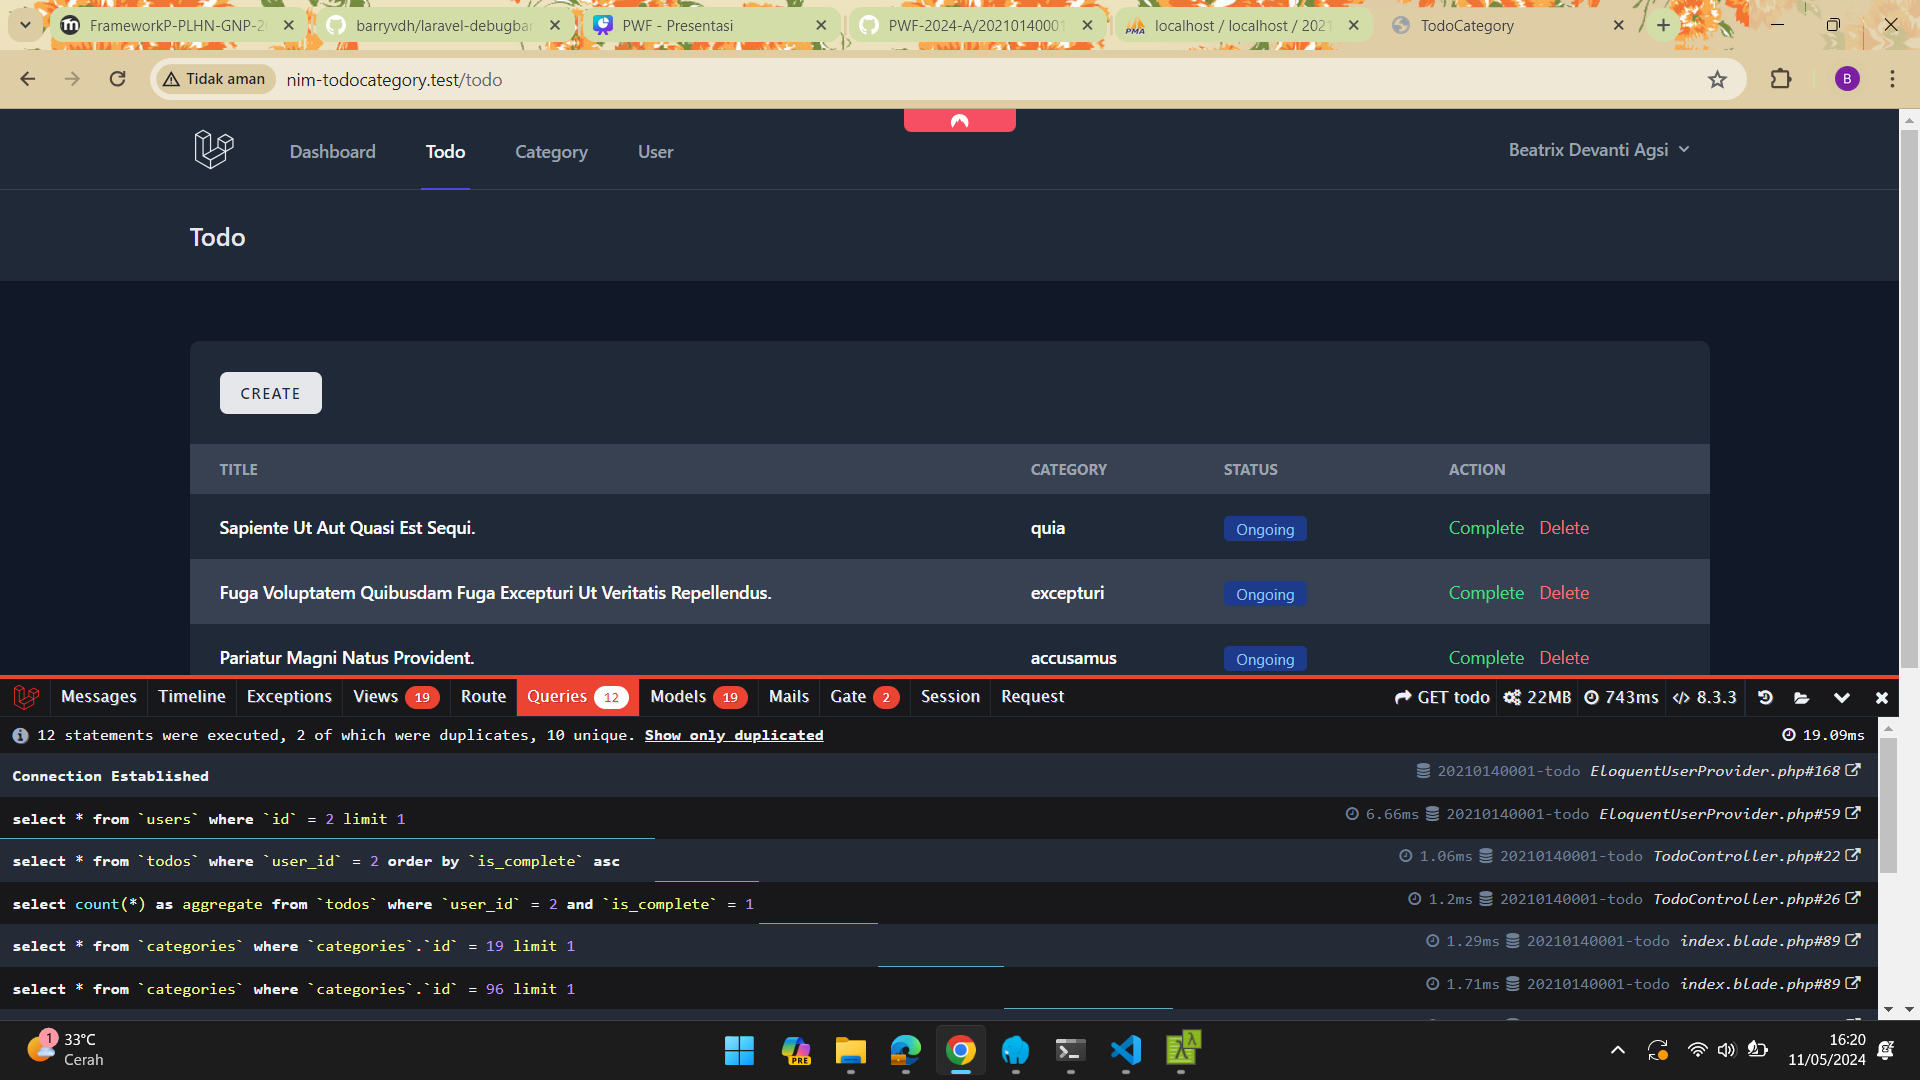 FrameworkP-PLHN-GNP-2
barryvdh/laravel-debugbar
PWF - Presentasi
PWF-2024-A/20210140001
PMA localhost / localhost / 2021
TodoCategory
Tidak aman
nim-todocategory.test/todo
B
Dashboard
Todo
Category
User
Beatrix Devanti Agsi
Todo
CREATE
TITLE CATEGORY STATUS ACTION
Sapiente Ut Aut Quasi Est Sequi. quia Ongoing Complete Delete
Fuga Voluptatem Quibusdam Fuga Excepturi Ut Veritatis Repellendus. excepturi Ongoing Complete Delete
Pariatur Magni Natus Provident. accusamus Ongoing Complete Delete
Messages Timeline Exceptions Views 19 Route Queries 12 Models 19 Mails Gate 2 Session Request GET todo 22MB 743ms </> 8.3.3
12 statements were executed, 2 of which were duplicates, 10 unique. Show only duplicated 19.09ms
Connection Established 20210140001-todo EloquentUserProvider.php#168
select * from `users` where `id` = 2 limit 1 6.66ms 20210140001-todo EloquentUserProvider.php#59
select * from `todos` where `user_id` = 2 order by `is_complete` asc 1.06ms 20210140001-todo TodoController.php#22
select count(*) as aggregate from `todos` where `user_id` = 2 and `is_complete` = 1 1.2ms 20210140001-todo TodoController.php#26
select * from `categories` where `categories`.`id` = 19 limit 1 1.29ms 20210140001-todo index.blade.php#89
select * from `categories` where `categories`.`id` = 96 limit 1 1.71ms 20210140001-todo index.blade.php#89
1
33°C
Cerah
PRE
16:20
11/05/2024